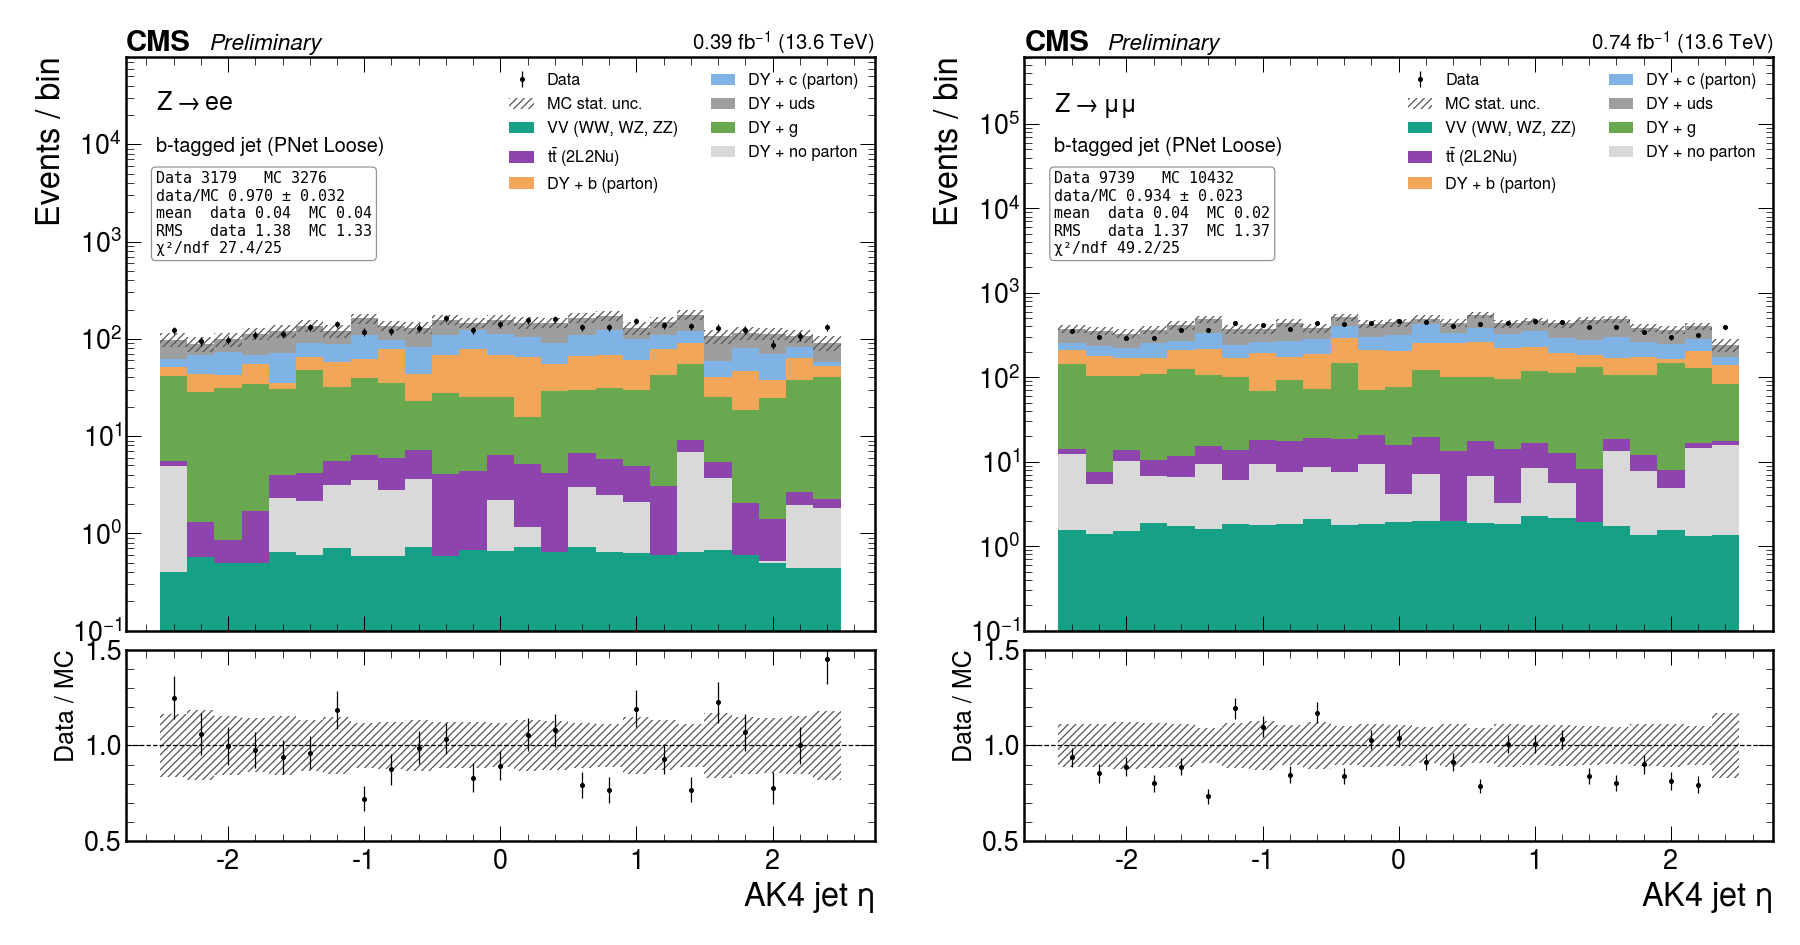 CMS Preliminary 0.39 fb⁻¹ (13.6 TeV)
Events / bin
Z → ee
b-tagged jet (PNet Loose)
Data 3179 MC 3276
data/MC 0.970 ± 0.032
mean data 0.04 MC 0.04
RMS data 1.38 MC 1.33
χ²/ndf 27.4/25
Data
MC stat. unc.
VV (WW, WZ, ZZ)
tt̄ (2L2Nu)
DY + b (parton)
DY + c (parton)
DY + uds
DY + g
DY + no parton
10⁴
10³
10²
10¹
10⁰
10⁻¹
Data / MC
1.5
1.0
0.5
-2 -1 0 1 2
AK4 jet η
CMS Preliminary 0.74 fb⁻¹ (13.6 TeV)
Events / bin
Z → μμ
b-tagged jet (PNet Loose)
Data 9739 MC 10432
data/MC 0.934 ± 0.023
mean data 0.04 MC 0.02
RMS data 1.37 MC 1.37
χ²/ndf 49.2/25
Data
MC stat. unc.
VV (WW, WZ, ZZ)
tt̄ (2L2Nu)
DY + b (parton)
DY + c (parton)
DY + uds
DY + g
DY + no parton
10⁵
10⁴
10³
10²
10¹
10⁰
10⁻¹
Data / MC
1.5
1.0
0.5
-2 -1 0 1 2
AK4 jet η